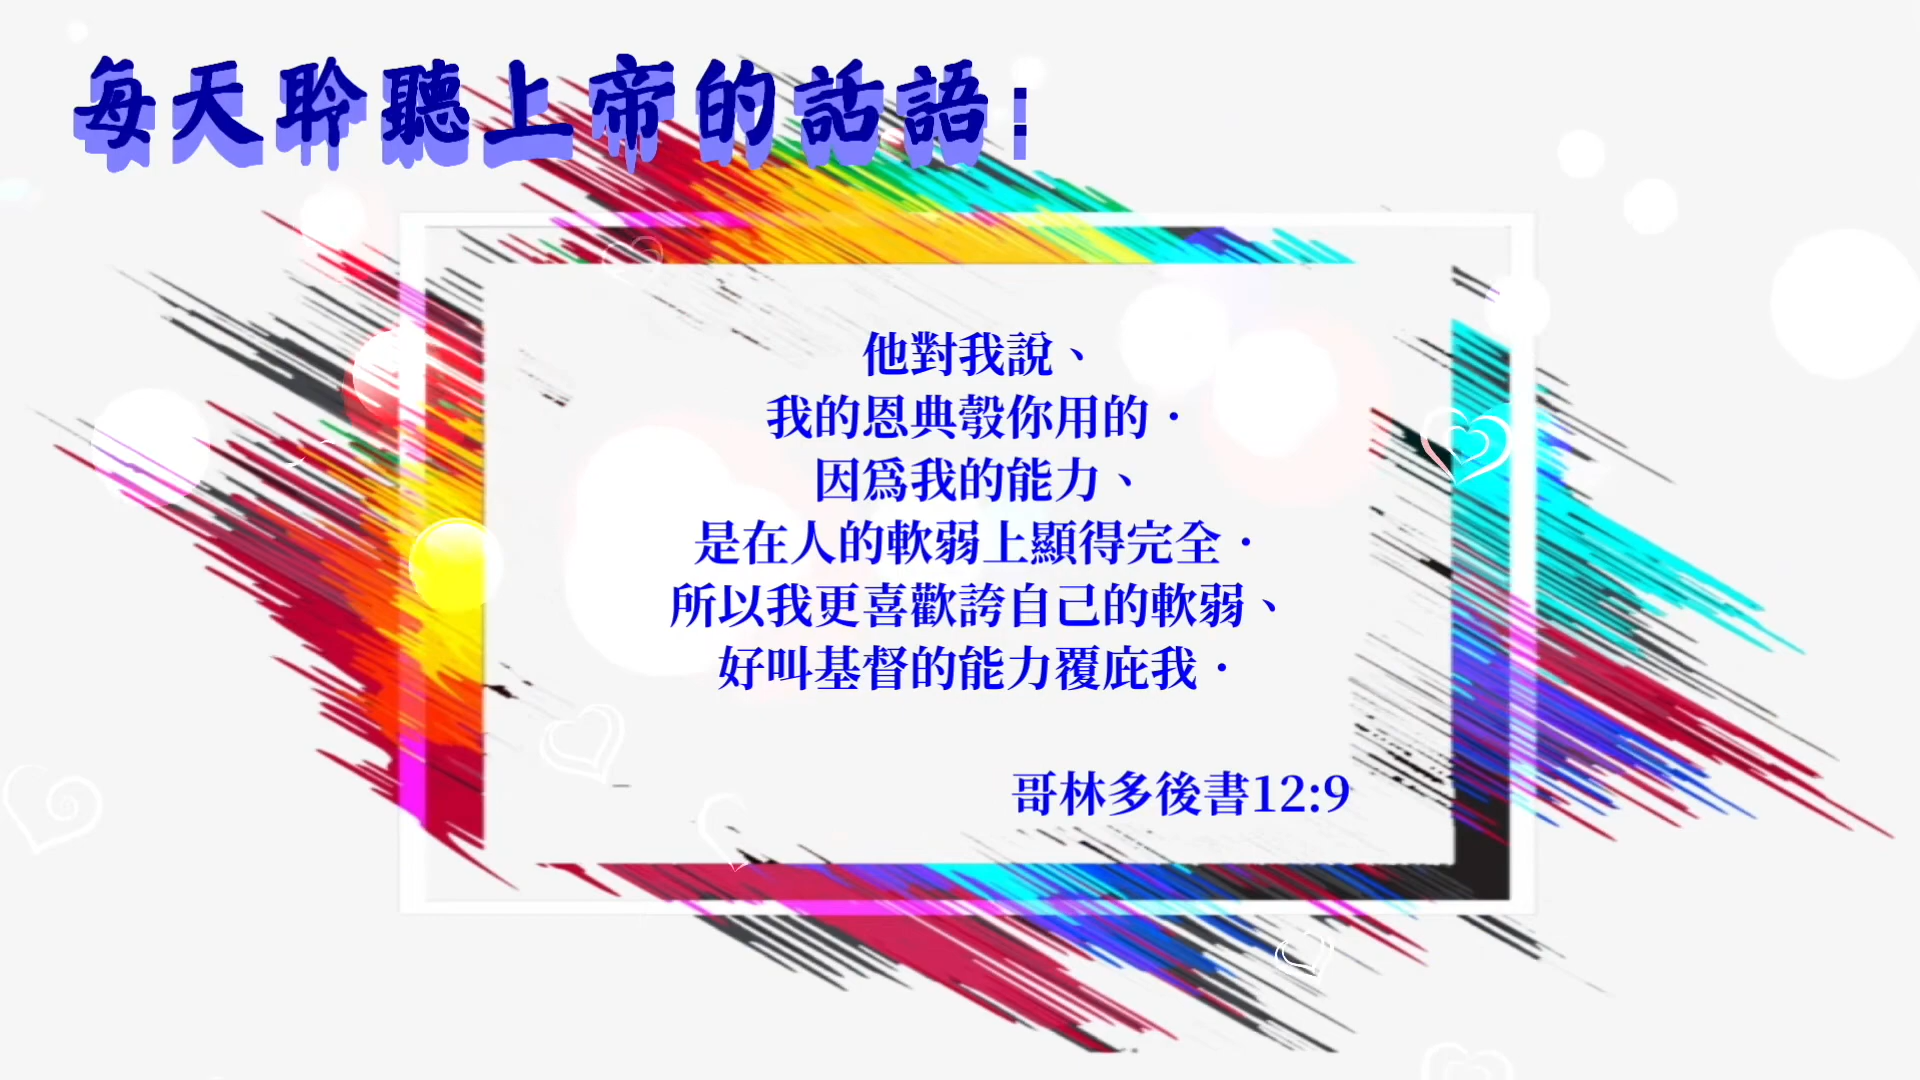 每天聆聽上帝的話語：
他對我說、
我的恩典彀你用的．
因爲我的能力、
是在人的軟弱上顯得完全．
所以我更喜歡誇自己的軟弱、
好叫基督的能力覆庇我．
哥林多後書12:9